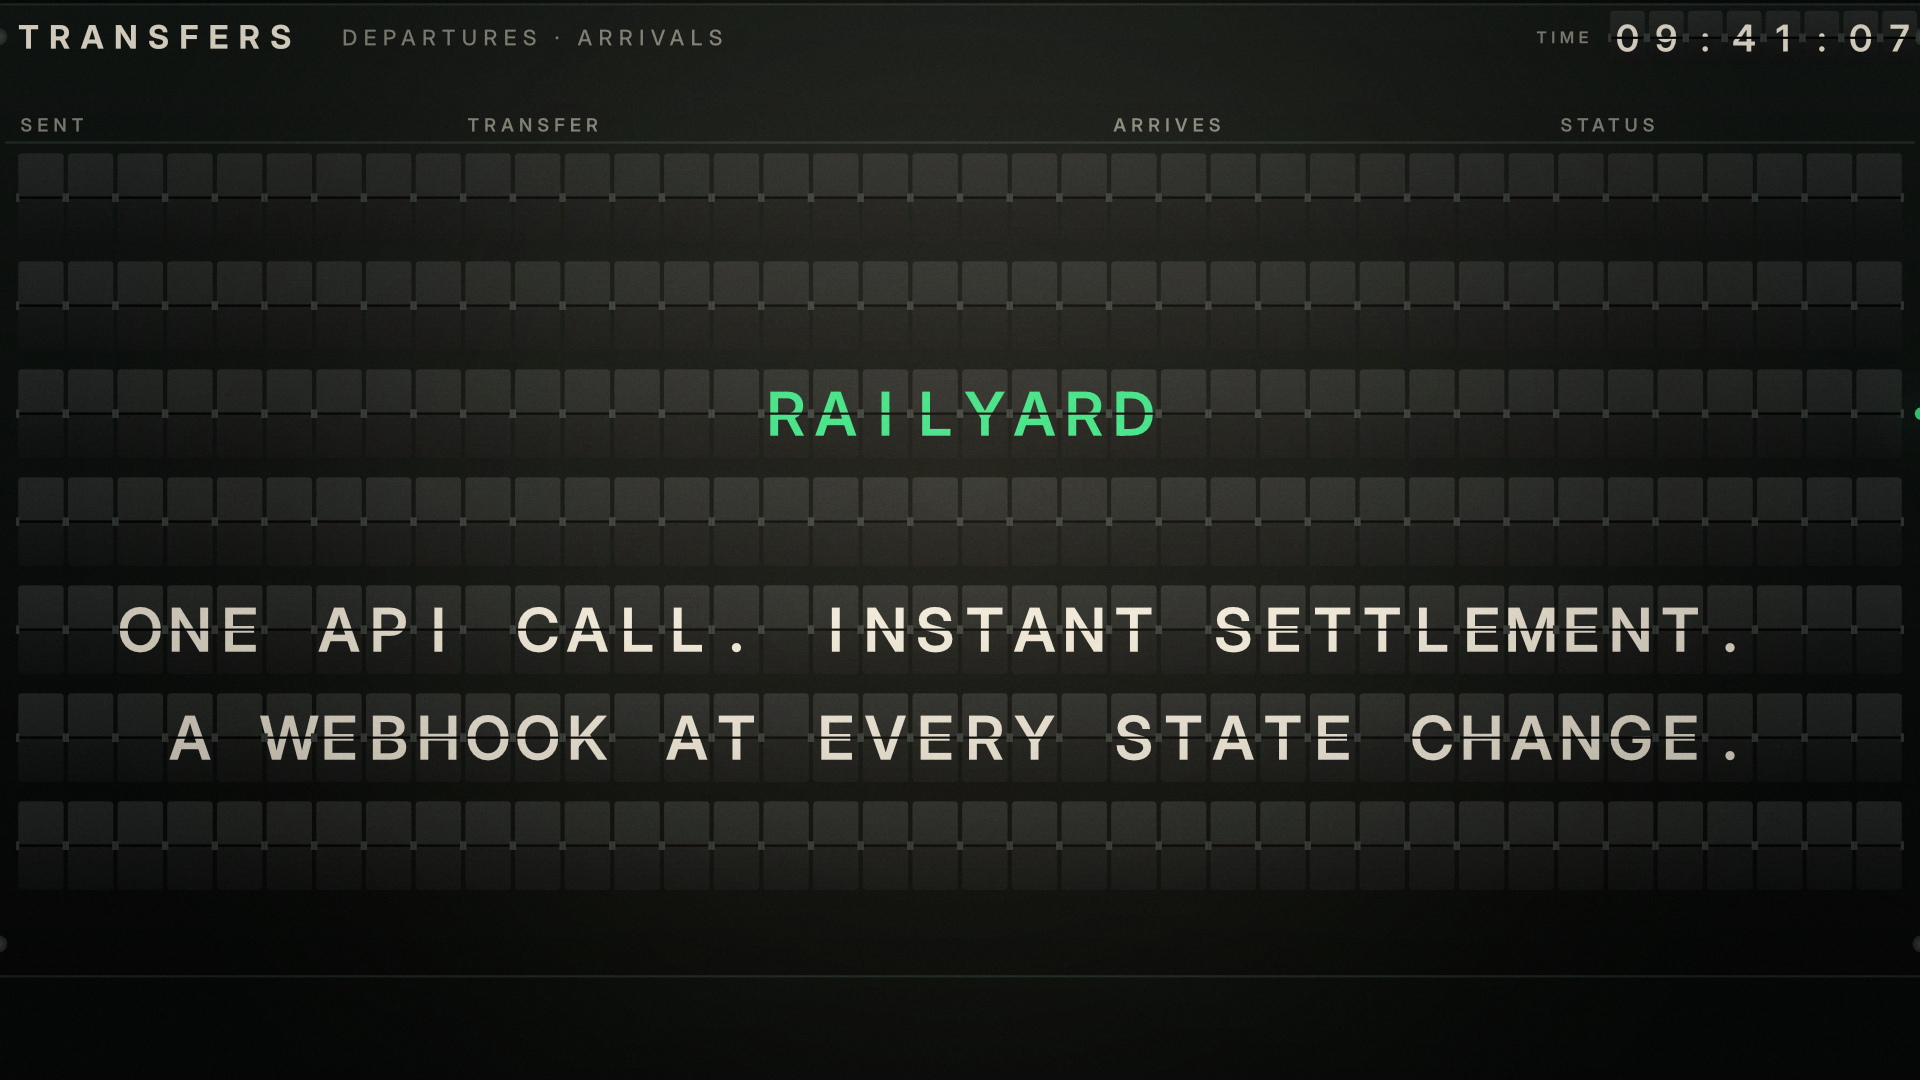 TRANSFERS DEPARTURES · ARRIVALS TIME 09:41:07
SENT TRANSFER ARRIVES STATUS
RAILYARD
ONE API CALL. INSTANT SETTLEMENT.
A WEBHOOK AT EVERY STATE CHANGE.